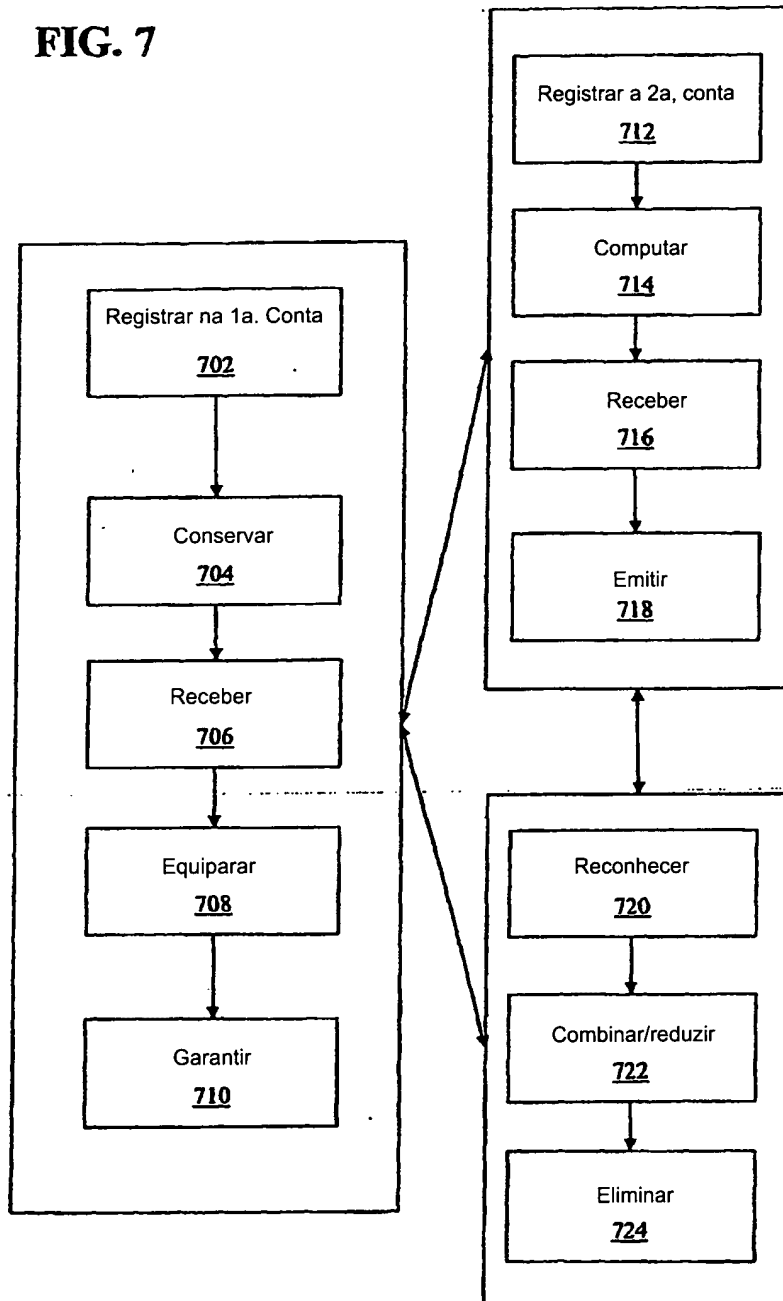 FIG. 7
Registrar na 1a. Conta
702
Conservar
704
Receber
706
Equiparar
708
Garantir
710
Registrar a 2a, conta
712
Computar
714
Receber
716
Emitir
718
Reconhecer
720
Combinar/reduzir
722
Eliminar
724